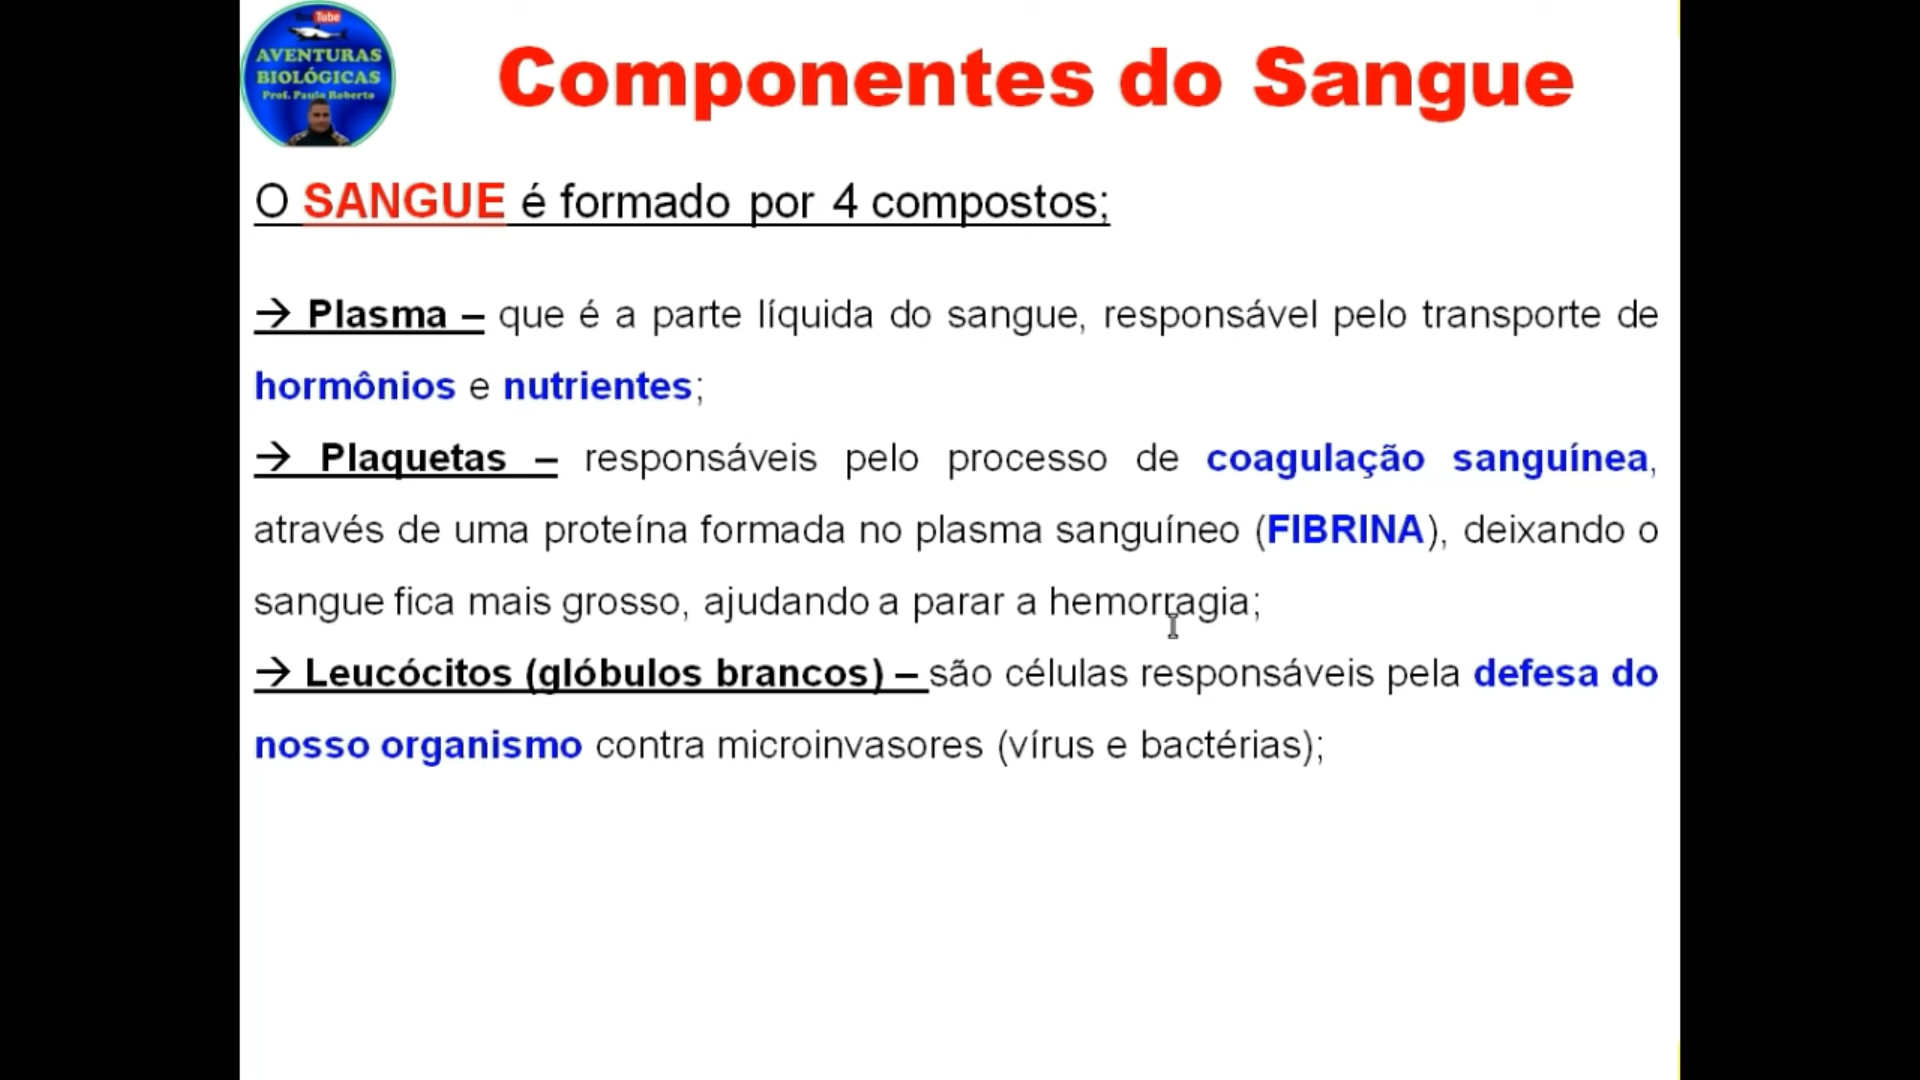 YouTube
AVENTURAS
BIOLÓGICAS
Prof. Paulo Roberto
Componentes do Sangue
O SANGUE é formado por 4 compostos;
→ Plasma – que é a parte líquida do sangue, responsável pelo transporte de
hormônios e nutrientes;
→ Plaquetas – responsáveis pelo processo de coagulação sanguínea,
através de uma proteína formada no plasma sanguíneo (FIBRINA), deixando o
sangue fica mais grosso, ajudando a parar a hemorragia;
→ Leucócitos (glóbulos brancos) – são células responsáveis pela defesa do
nosso organismo contra microinvasores (vírus e bactérias);